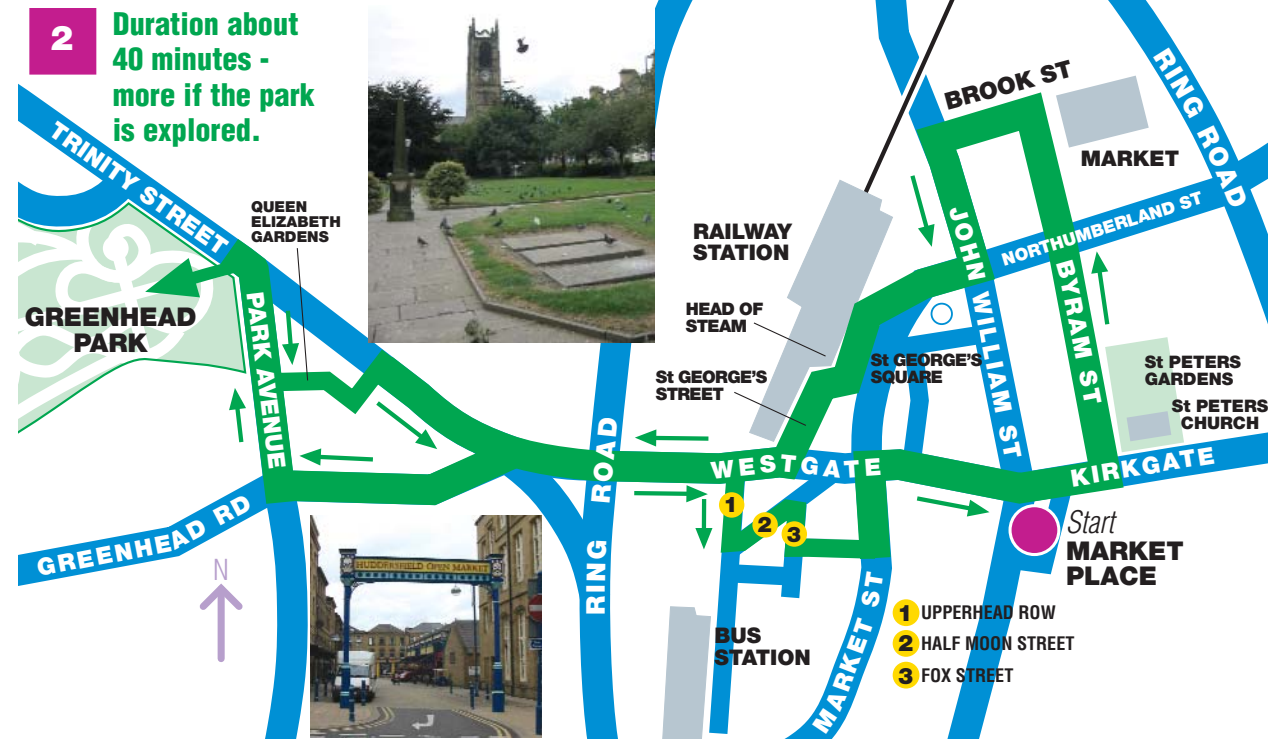 2
Duration about
40 minutes -
more if the park
is explored.
TRINITY STREET
QUEEN
ELIZABETH
GARDENS
GREENHEAD
PARK
PARK AVENUE
GREENHEAD RD
N
HUDDERSFIELD OPEN MARKET
RING ROAD
WESTGATE
RAILWAY
STATION
HEAD OF
STEAM
St GEORGE'S
STREET
St GEORGE'S
SQUARE
BROOK ST
MARKET
RING ROAD
NORTHUMBERLAND ST
JOHN WILLIAM ST
BYRAM ST
St PETERS
GARDENS
St PETERS
CHURCH
KIRKGATE
Start
MARKET
PLACE
1
2
3
BUS
STATION
MARKET ST
1 UPPERHEAD ROW
2 HALF MOON STREET
3 FOX STREET